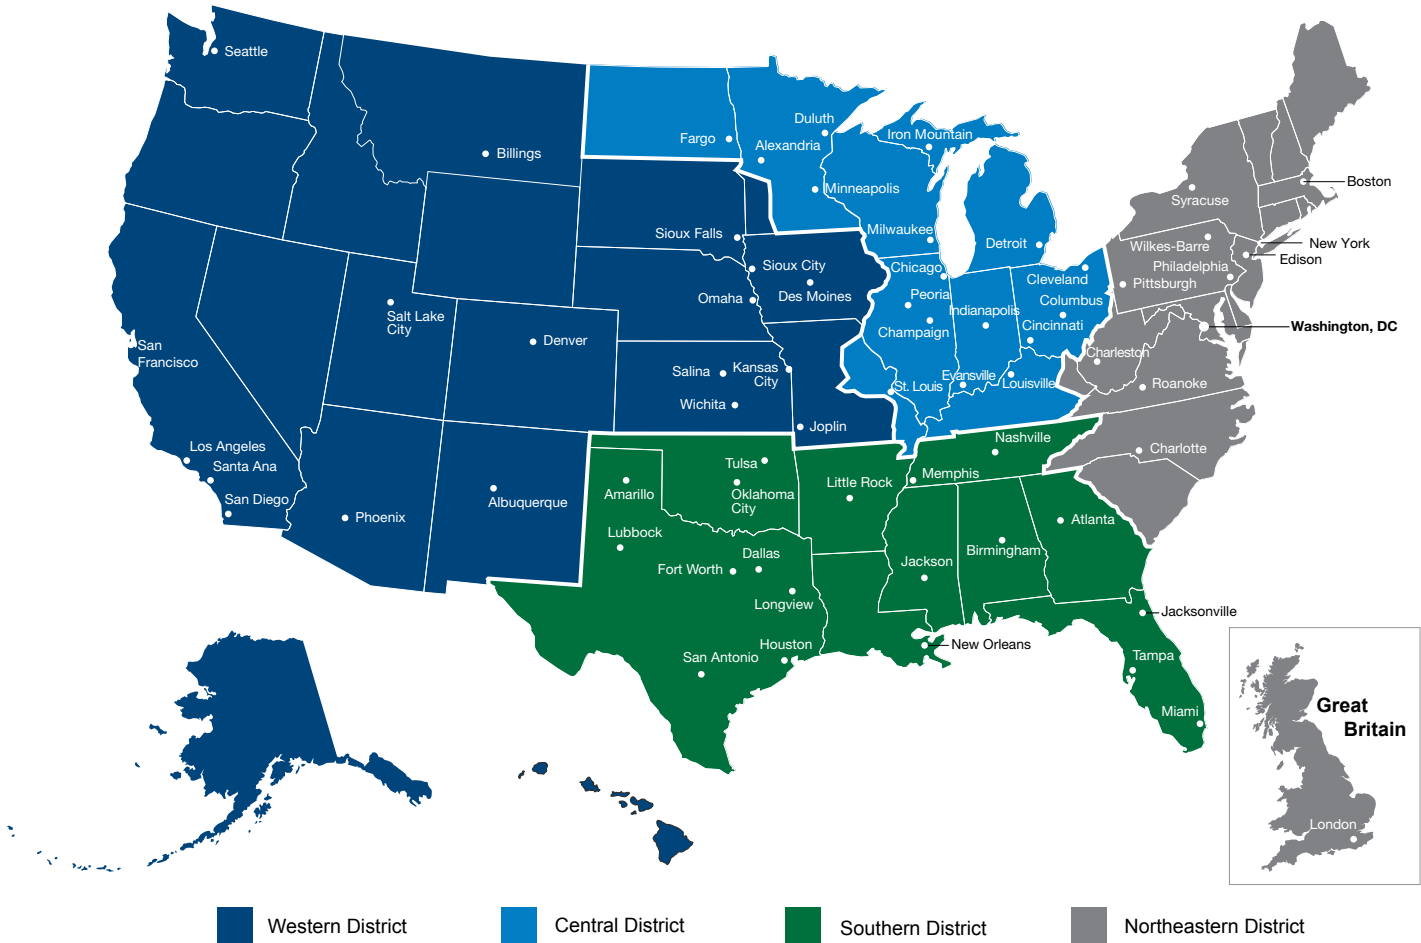 Seattle
Billings
Fargo
Duluth
Alexandria
Minneapolis
Iron Mountain
Milwaukee
Detroit
Syracuse
Boston
New York
Edison
Wilkes-Barre
Philadelphia
Pittsburgh
Washington, DC
Sioux Falls
Sioux City
Des Moines
Omaha
Chicago
Peoria
Champaign
Indianapolis
Cleveland
Columbus
Cincinnati
Charleston
Roanoke
Charlotte
San
Francisco
Salt Lake
City
Denver
Salina
Kansas
City
Wichita
Joplin
St. Louis
Evansville
Louisville
Los Angeles
Santa Ana
San Diego
Phoenix
Albuquerque
Amarillo
Lubbock
Tulsa
Oklahoma
City
Little Rock
Nashville
Memphis
Fort Worth
Dallas
Longview
Jackson
Birmingham
Atlanta
Houston
San Antonio
New Orleans
Jacksonville
Tampa
Miami
Great
Britain
London
Western District
Central District
Southern District
Northeastern District